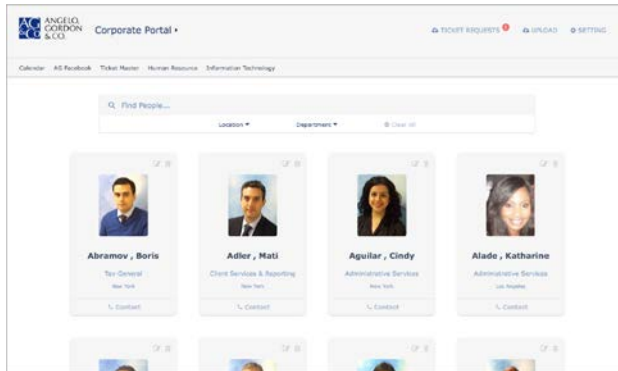 ANGELO,
GORDON
& CO.
AG
&CO
Corporate Portal
TICKET REQUESTS
UPLOAD
SETTING
Calendar AG Facebook Ticket Master Human Resource Information Technology
Find People...
Location Department Clear all
Abramov , Boris
Tax General
New York
Contact
Adler , Mati
Client Services & Reporting
New York
Contact
Aguilar , Cindy
Administrative Services
New York
Contact
Alade , Katharine
Administrative Services
Los Angeles
Contact